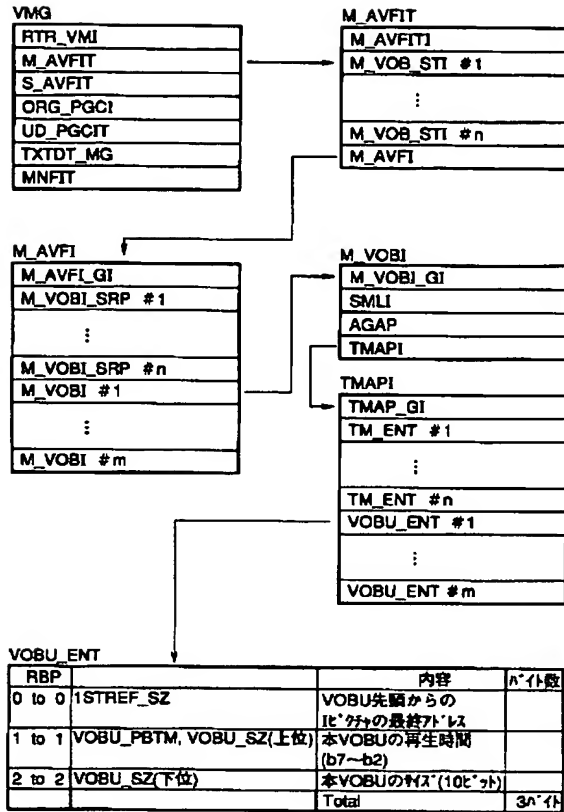 VMG
RTR_VMI
M_AVFIT
S_AVFIT
ORG_PGCI
UD_PGCIT
TXTDT_MG
MNFIT
M_AVFIT
M_AVFITI
M_VOB_STI #1
⋮
M_VOB_STI #n
M_AVFI
M_AVFI
M_AVFI_GI
M_VOBI_SRP #1
⋮
M_VOBI_SRP #n
M_VOBI #1
⋮
M_VOBI #m
M_VOBI
M_VOBI_GI
SMLI
AGAP
TMAPI
TMAPI
TMAP_GI
TM_ENT #1
⋮
TM_ENT #n
VOBU_ENT #1
⋮
VOBU_ENT #m
VOBU_ENT
RBP 内容 ﾊﾞｲﾄ数
0 to 0 1STREF_SZ VOBU先頭からの
Iﾋﾟｸﾁｬの最終ｱﾄﾞﾚｽ
1 to 1 VOBU_PBTM, VOBU_SZ(上位) 本VOBUの再生時間
(b7～b2)
2 to 2 VOBU_SZ(下位) 本VOBUのｻｲｽﾞ(10ﾋﾞｯﾄ)
Total 3ﾊﾞｲﾄ